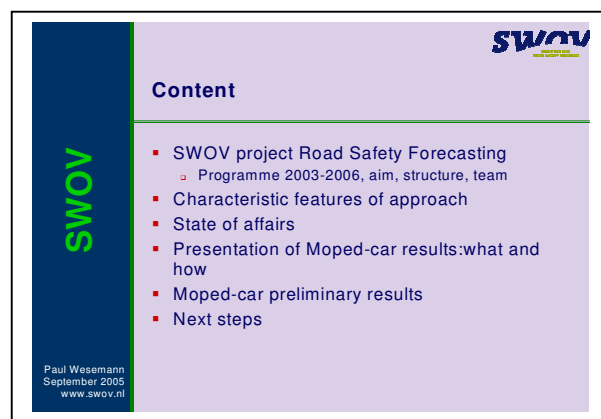 SWOV
Content
SWOV
SWOV project Road Safety Forecasting
Programme 2003-2006, aim, structure, team
Characteristic features of approach
State of affairs
Presentation of Moped-car results:what and
how
Moped-car preliminary results
Next steps
Paul Wesemann
September 2005
www.swov.nl